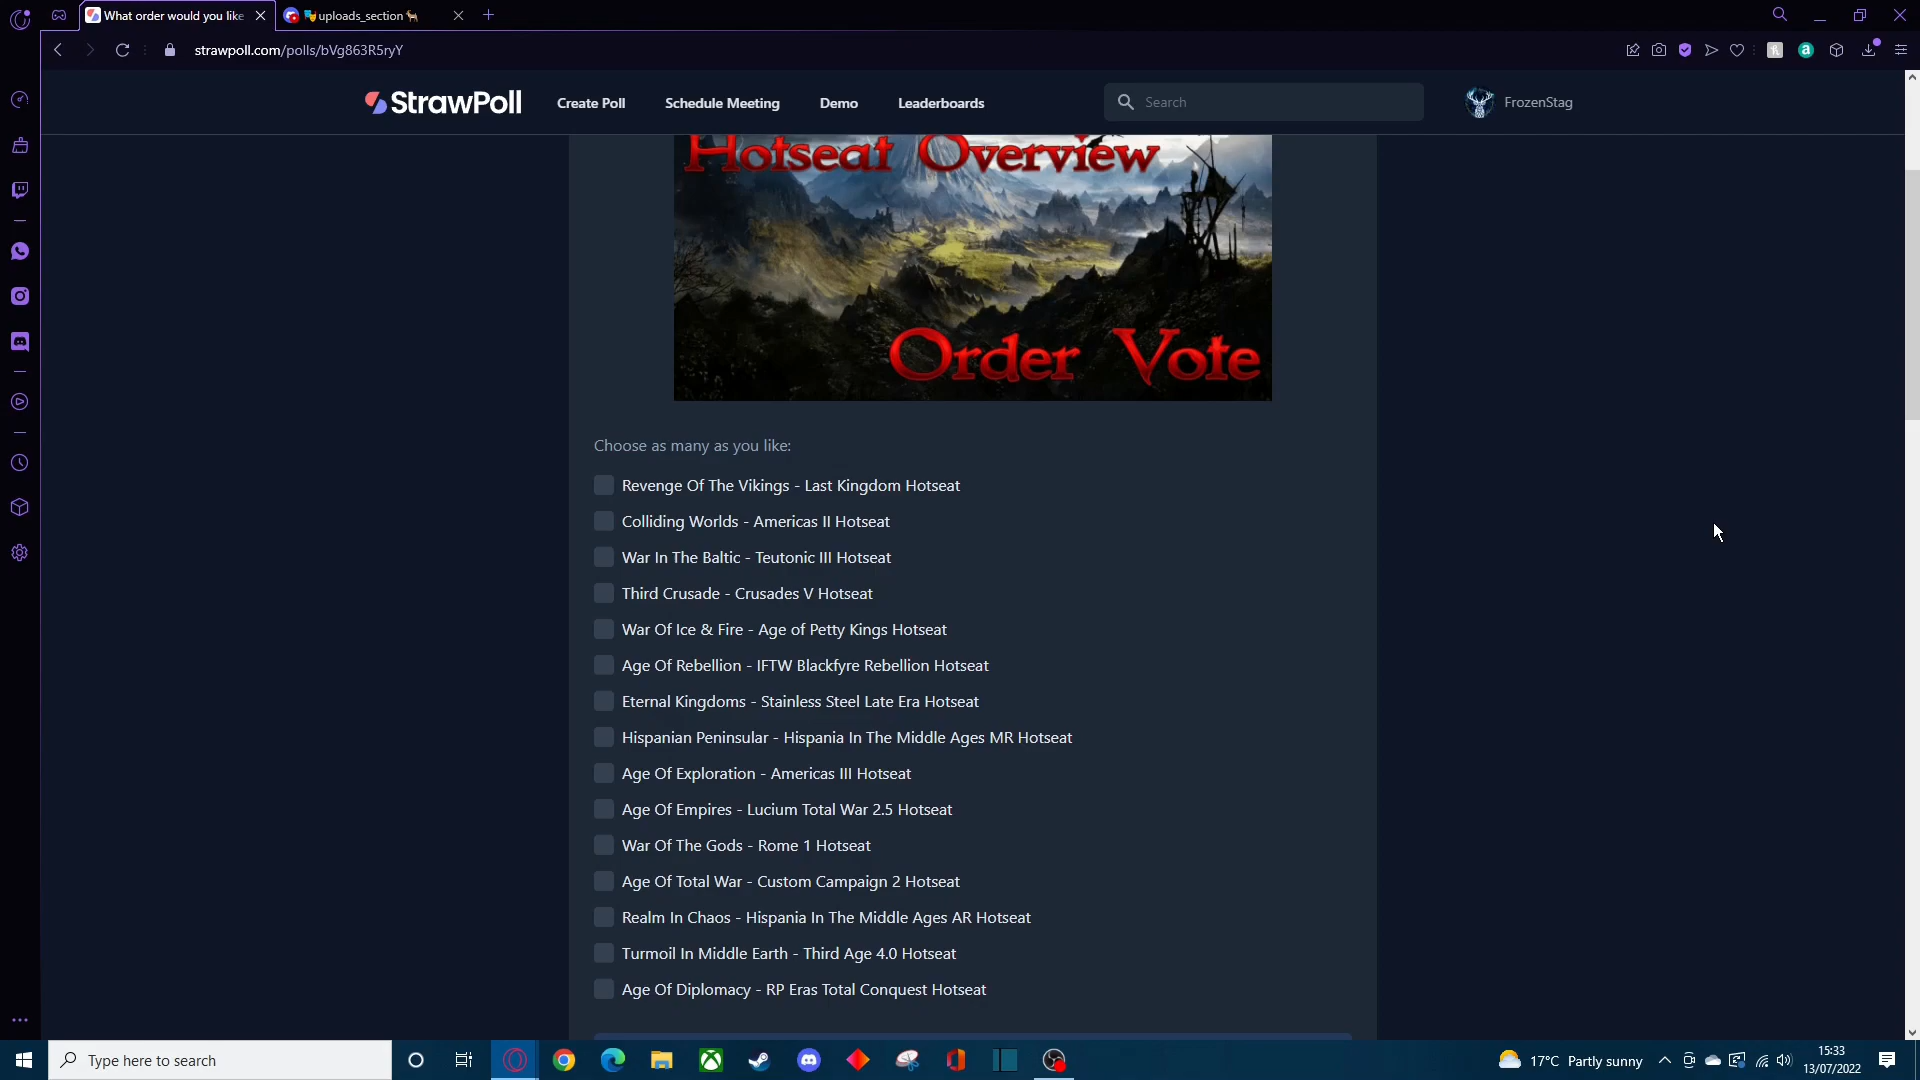 What order would you like
uploads_section
strawpoll.com/polls/bVg863R5ryY
StrawPoll
Create Poll
Schedule Meeting
Demo
Leaderboards
Search
FrozenStag
Hotseat Overview
Order Vote
Choose as many as you like:
Revenge Of The Vikings - Last Kingdom Hotseat
Colliding Worlds - Americas II Hotseat
War In The Baltic - Teutonic III Hotseat
Third Crusade - Crusades V Hotseat
War Of Ice & Fire - Age of Petty Kings Hotseat
Age Of Rebellion - IFTW Blackfyre Rebellion Hotseat
Eternal Kingdoms - Stainless Steel Late Era Hotseat
Hispanian Peninsular - Hispania In The Middle Ages MR Hotseat
Age Of Exploration - Americas III Hotseat
Age Of Empires - Lucium Total War 2.5 Hotseat
War Of The Gods - Rome 1 Hotseat
Age Of Total War - Custom Campaign 2 Hotseat
Realm In Chaos - Hispania In The Middle Ages AR Hotseat
Turmoil In Middle Earth - Third Age 4.0 Hotseat
Age Of Diplomacy - RP Eras Total Conquest Hotseat
Type here to search
17°C Partly sunny
15:33
13/07/2022